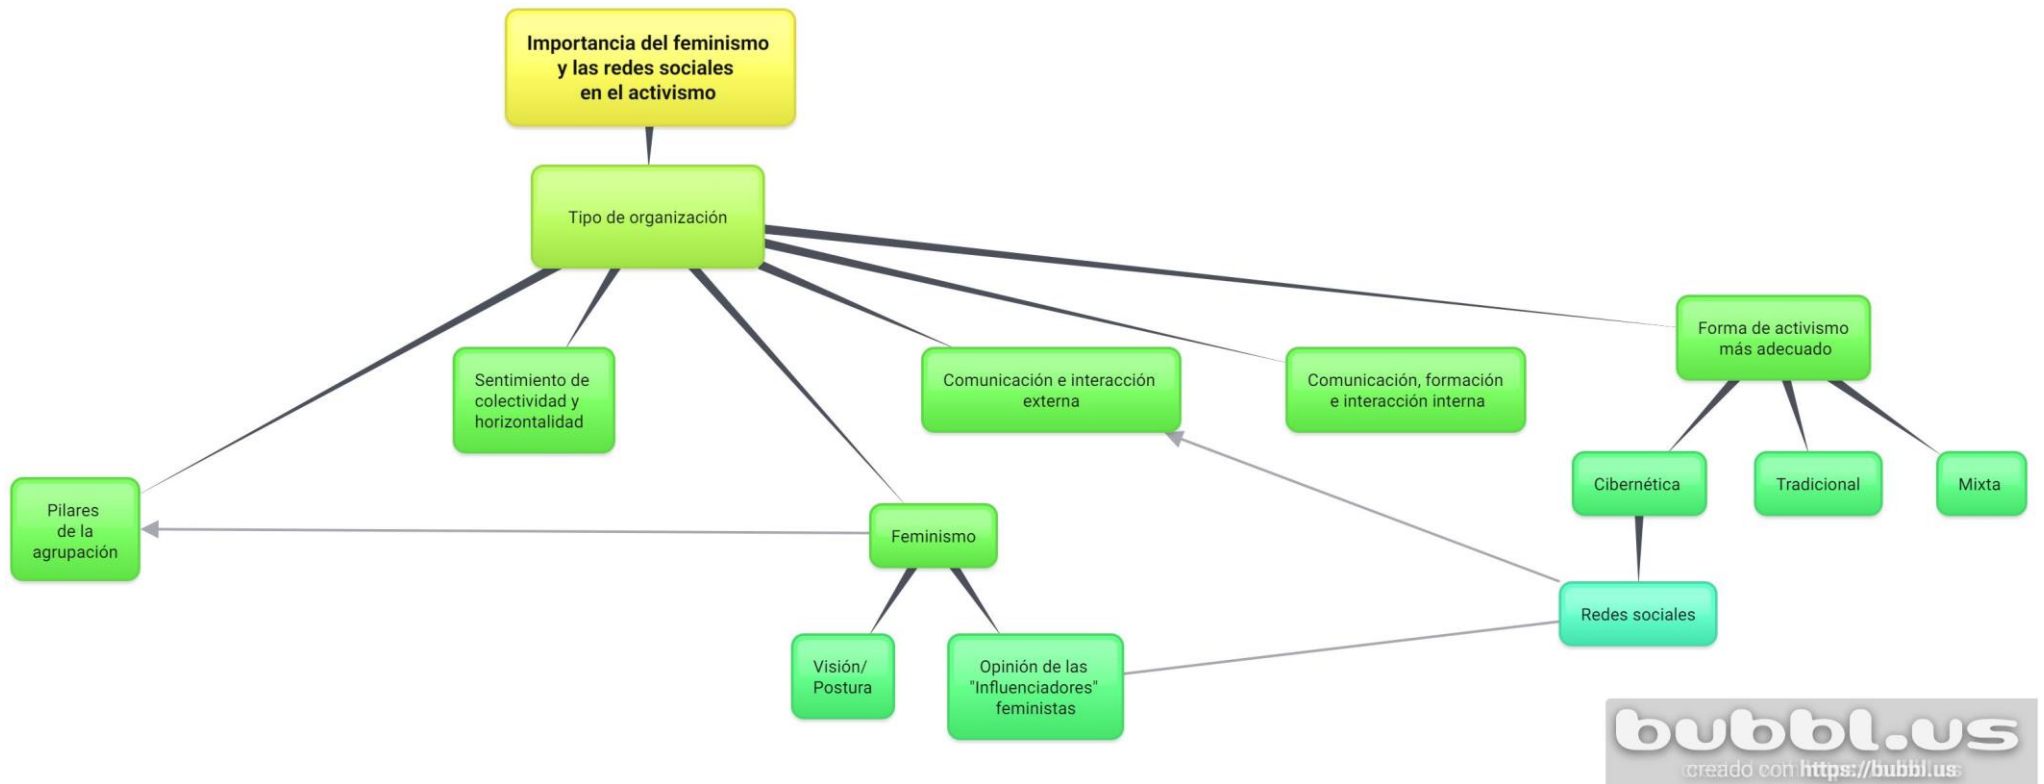 Importancia del feminismo
y las redes sociales
en el activismo
Tipo de organización
Forma de activismo
más adecuado
Sentimiento de
colectividad y
horizontalidad
Comunicación e interacción
externa
Comunicación, formación
e interacción interna
Pilares
de la
agrupación
Feminismo
Cibernética
Tradicional
Mixta
Redes sociales
Visión/
Postura
Opinión de las
"Influenciadores"
feministas
bubbl.us
creado con https://bubbl.us